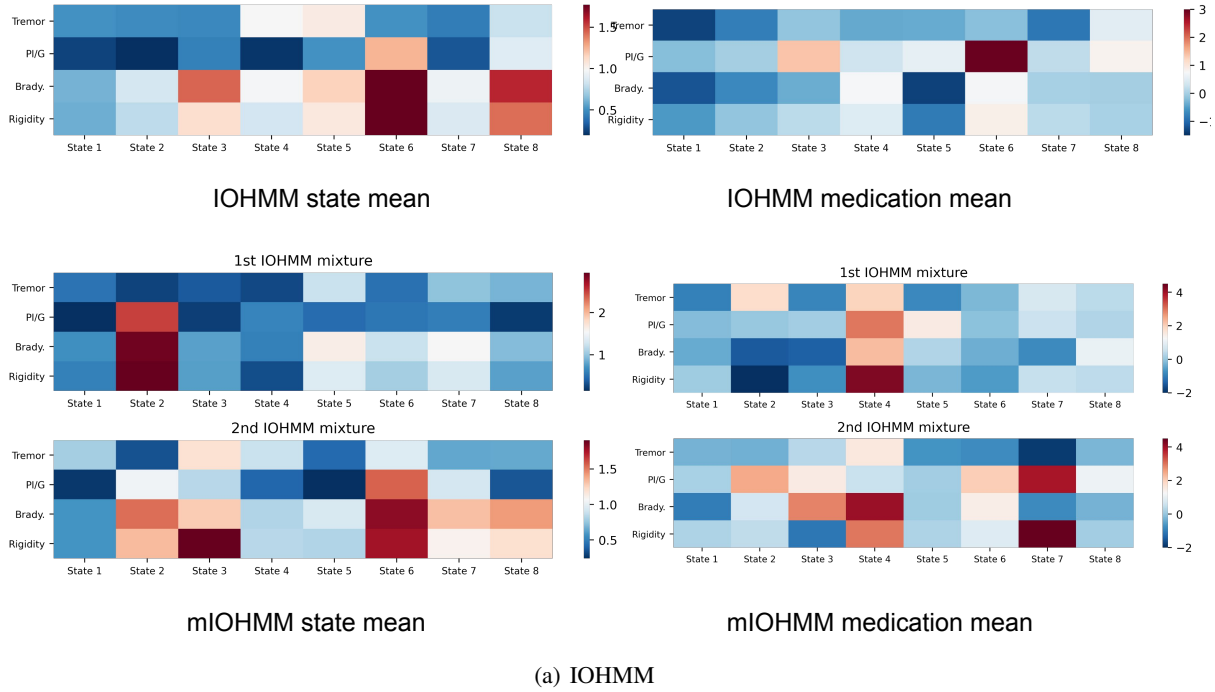 Tremor
PI/G
Brady.
Rigidity
State 1 State 2 State 3 State 4 State 5 State 6 State 7 State 8
1.5
1.0
0.5
IOHMM state mean
Tremor
PI/G
Brady.
Rigidity
State 1 State 2 State 3 State 4 State 5 State 6 State 7 State 8
3
2
1
0
−1
IOHMM medication mean
1st IOHMM mixture
Tremor
PI/G
Brady.
Rigidity
State 1 State 2 State 3 State 4 State 5 State 6 State 7 State 8
2
1
2nd IOHMM mixture
Tremor
PI/G
Brady.
Rigidity
State 1 State 2 State 3 State 4 State 5 State 6 State 7 State 8
1.5
1.0
0.5
mIOHMM state mean
1st IOHMM mixture
Tremor
PI/G
Brady.
Rigidity
State 1 State 2 State 3 State 4 State 5 State 6 State 7 State 8
4
2
0
−2
2nd IOHMM mixture
Tremor
PI/G
Brady.
Rigidity
State 1 State 2 State 3 State 4 State 5 State 6 State 7 State 8
4
2
0
−2
mIOHMM medication mean
(a) IOHMM